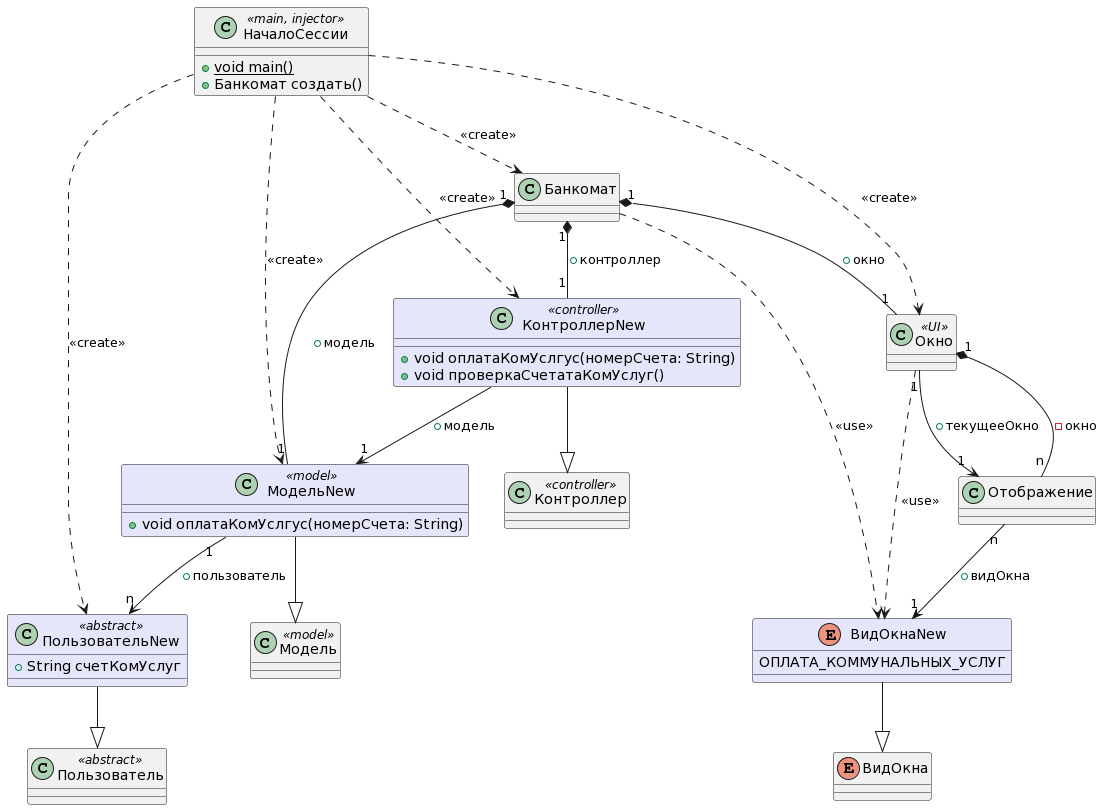 «main, injector»
C НачалоСессии
void main()
Банкомат создать()
«create»
«create»
1
C Банкомат
1
«create»
1
«create»
контроллер
окно
1
1
«controller»
C КонтроллерNew
void оплатаКомУслгус(номерСчета: String)
void проверкаСчетатаКомУслуг()
«UI»
C Окно
1
«create»
модель
1
модель
«use»
текущееОкно
окно
1
1
1
n
«model»
C МодельNew
void оплатаКомУслгус(номерСчета: String)
«controller»
C Контроллер
C Отображение
«use»
1
n
пользователь
видОкна
n
1
«abstract»
C ПользовательNew
String счетКомУслуг
«model»
C Модель
E ВидОкнаNew
ОПЛАТА_КОММУНАЛЬНЫХ_УСЛУГ
«abstract»
C Пользователь
E ВидОкна